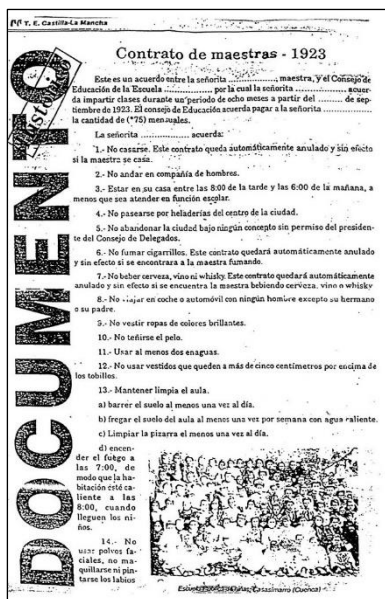 T. E. Castilla-La Mancha
DOCUMENTO
Histórico
Contrato de maestras - 1923
Este es un acuerdo entre la señorita ............., maestra, y el Consejo de
Educación de la Escuela ................ por la cual la señorita ............... acuer-
da impartir clases durante un periodo de ocho meses a partir del ........ de sep-
tiembre de 1923. El consejo de Educación acuerda pagar a la señorita ...............
la cantidad de (*75) mensuales.
La señorita ............... acuerda:
1.- No casarse. Este contrato queda automáticamente anulado y sin efecto
si la maestra se casa.
2.- No andar en compañía de hombres.
3.- Estar en su casa entre las 8:00 de la tarde y las 6:00 de la mañana, a
menos que sea atender en función escolar.
4.- No pasearse por heladerías del centro de la ciudad.
5.- No abandonar la ciudad bajo ningún concepto sin permiso del presiden-
te del Consejo de Delegados.
6.- No fumar cigarrillos. Este contrato quedará automáticamente anulado
y sin efecto si se encontrara a la maestra fumando.
7.- No beber cerveza, vino ni whisky. Este contrato quedará automáticamente
anulado y sin efecto si se encuentra la maestra bebiendo cerveza, vino o whisky
8.- No viajar en coche o automóvil con ningún hombre excepto su hermano
o su padre.
9.- No vestir ropas de colores brillantes.
10.- No teñirse el pelo.
11.- Usar al menos dos enaguas.
12.- No usar vestidos que queden a más de cinco centímetros por encima de
los tobillos.
13.- Mantener limpia el aula.
a) barrer el suelo al menos una vez al día.
b) fregar el suelo del aula al menos una vez por semana con agua caliente.
c) Limpiar la pizarra el menos una vez al día.
d) encen-
der el fuego a
las 7:00, de
modo que la ha-
bitación esté ca-
liente a las
8:00, cuando
lleguen los ni-
ños.
14.- No
usar polvos fa-
ciales, no ma-
quillarse ni pin-
tarse los labios
Casasimarro (Cuenca)